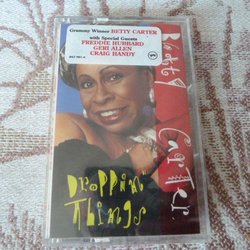 Grammy Winner BETTY CARTER
with Special Guests
FREDDIE HUBBARD
GERI ALLEN
CRAIG HANDY
Betty
Carter
Droppin'
Things